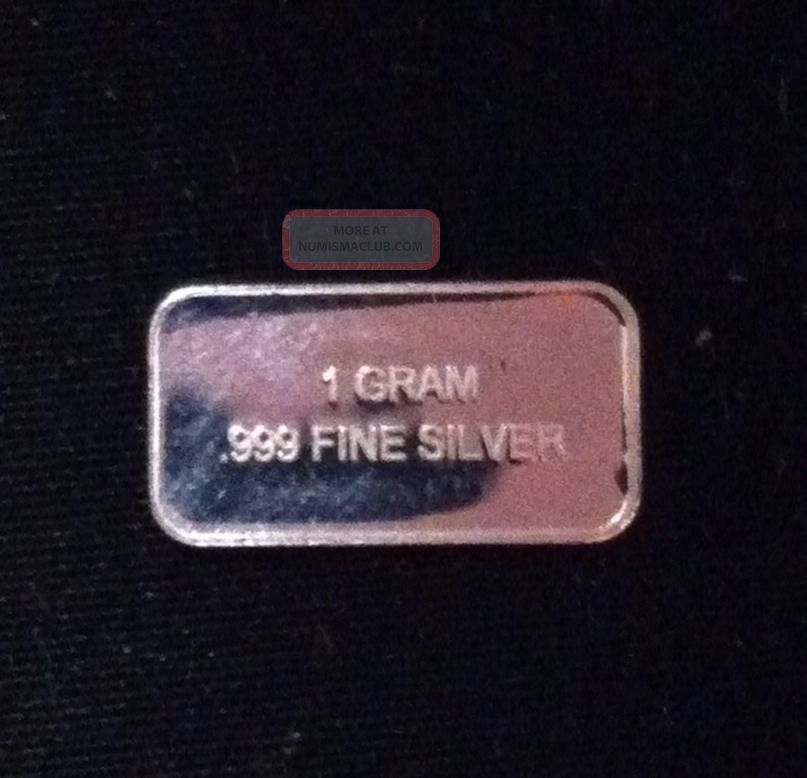 MORE AT
NUMISMACLUB.COM
1 GRAM
.999 FINE SILVER